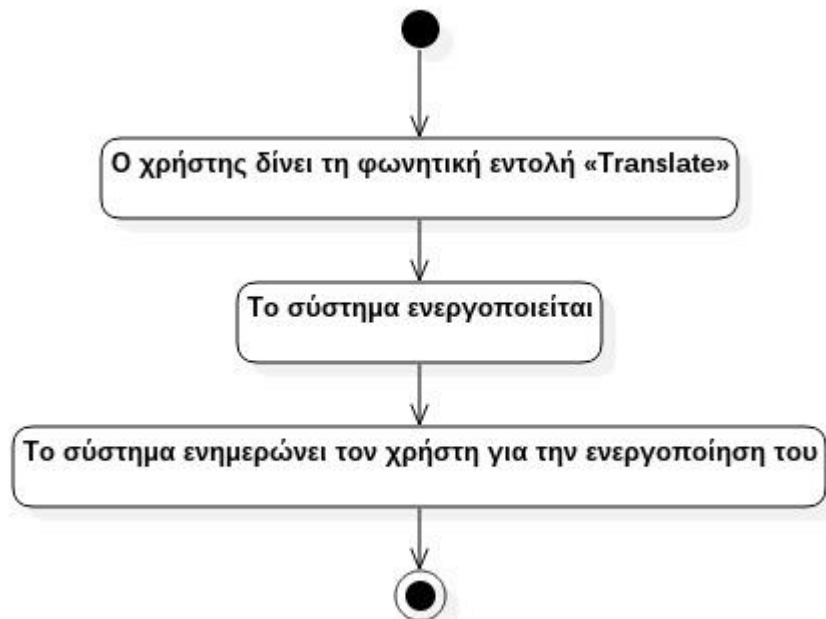 Ο χρήστης δίνει τη φωνητική εντολή «Translate»
Το σύστημα ενεργοποιείται
Το σύστημα ενημερώνει τον χρήστη για την ενεργοποίηση του